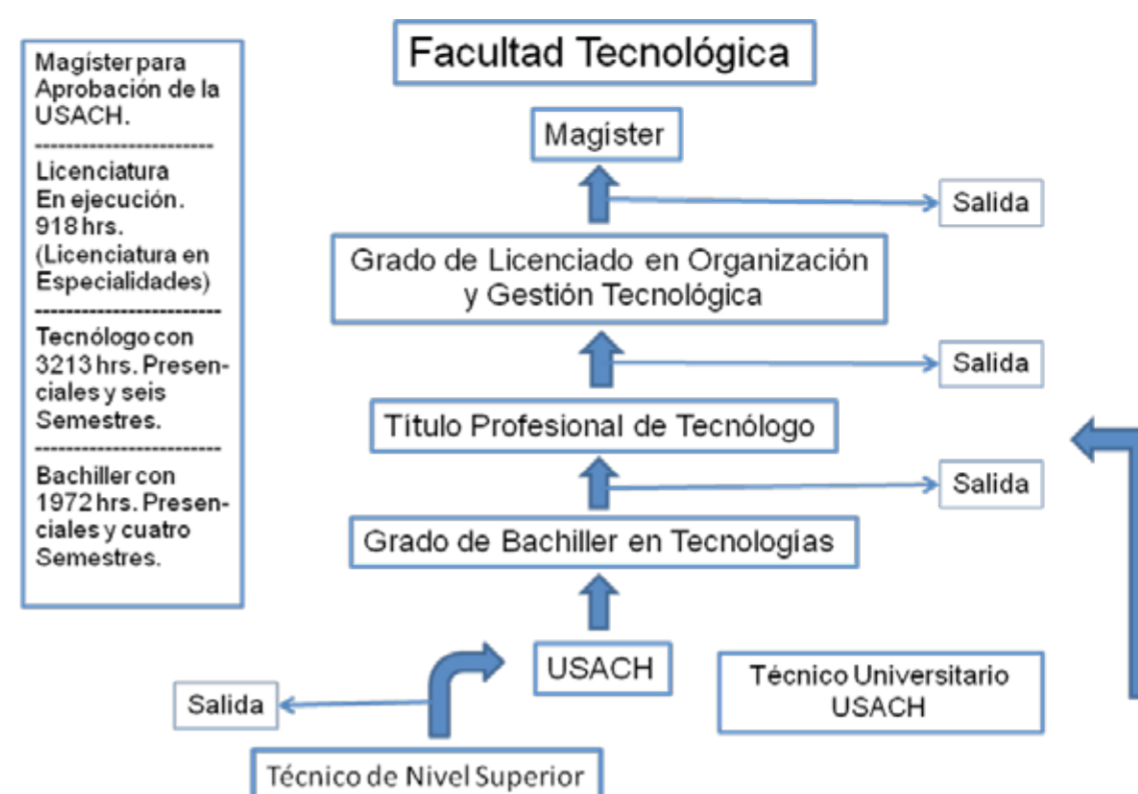 Facultad Tecnológica
Magíster para
Aprobación de la
USACH.
-----------------------
Licenciatura
En ejecución.
918 hrs.
(Licenciatura en
Especialidades)
------------------------
Tecnólogo con
3213 hrs. Presen-
ciales y seis
Semestres.
------------------------
Bachiller con
1972 hrs. Presen-
ciales y cuatro
Semestres.
Magíster
Salida
Grado de Licenciado en Organización
y Gestión Tecnológica
Salida
Título Profesional de Tecnólogo
Salida
Grado de Bachiller en Tecnologías
USACH
Técnico Universitario
USACH
Salida
Técnico de Nivel Superior